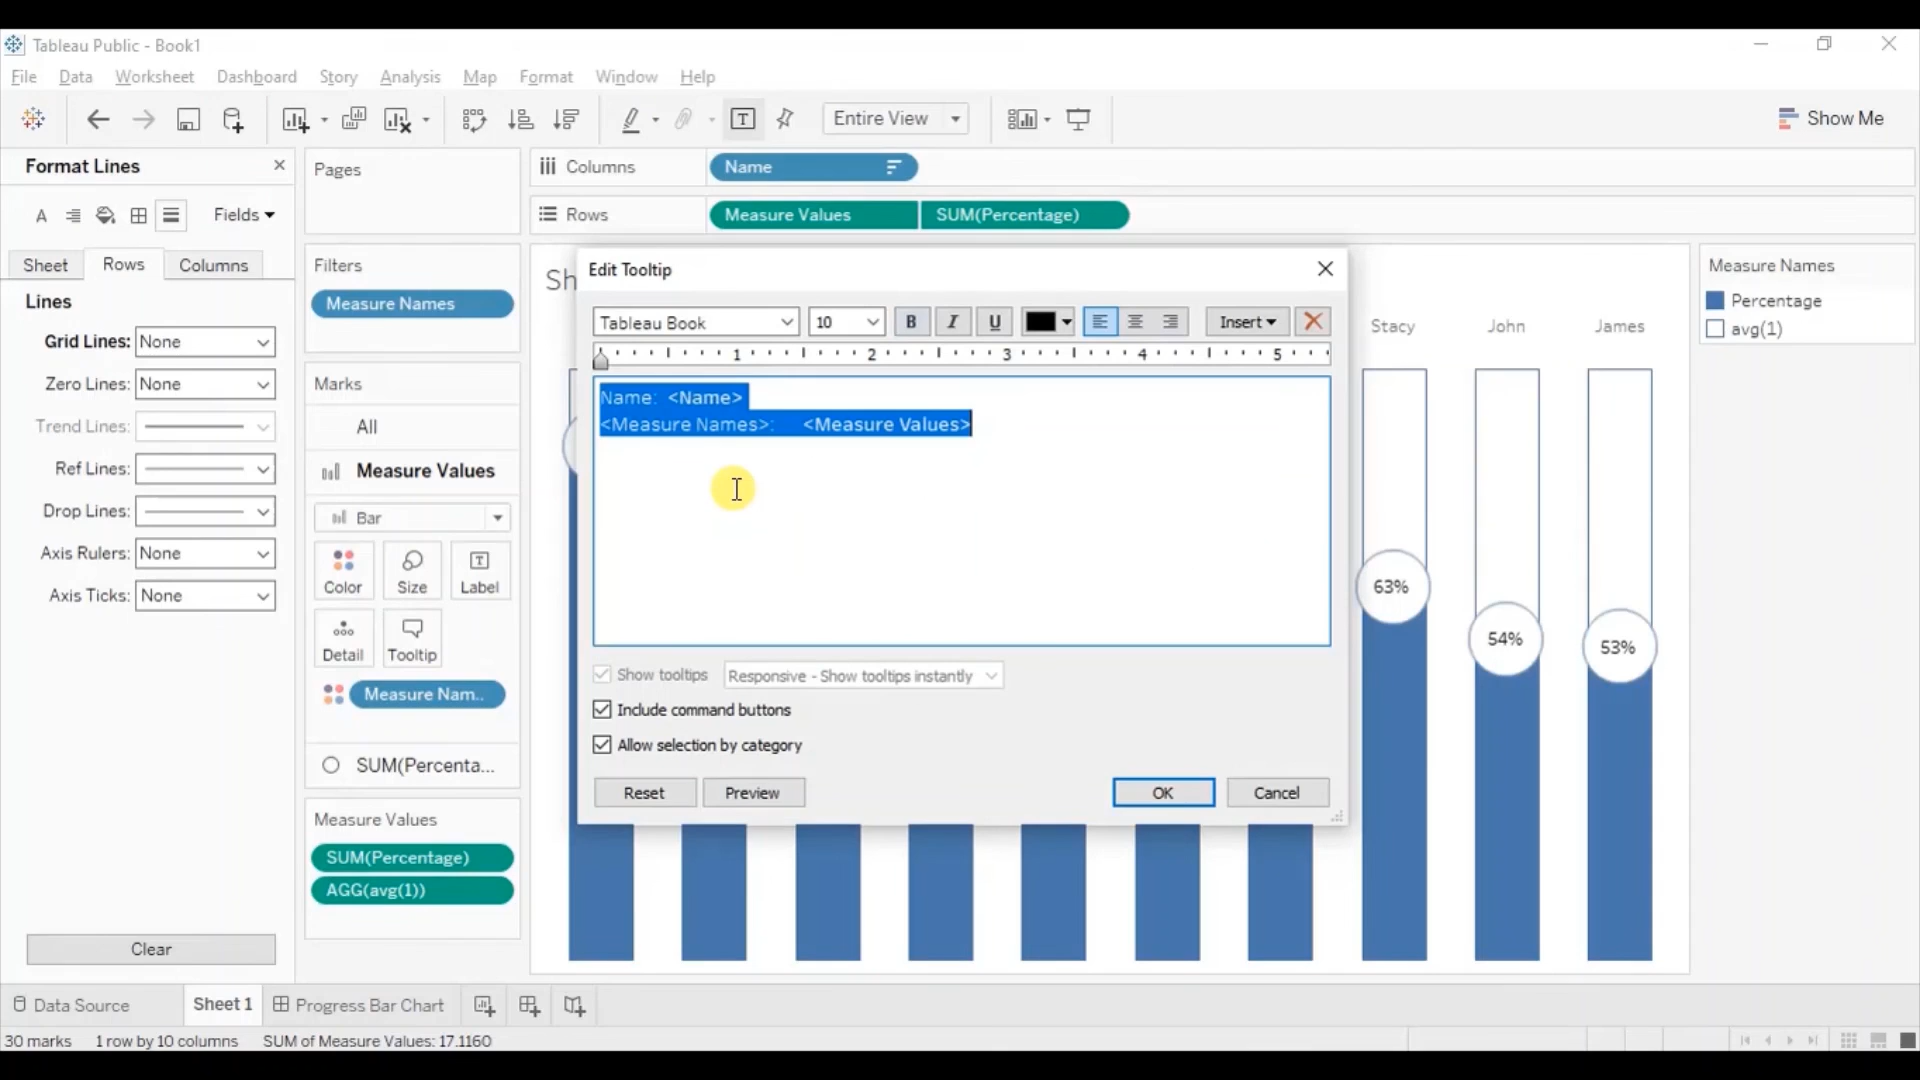 Tableau Public - Book1
File Data Worksheet Dashboard Story Analysis Map Format Window Help
T Entire View Show Me
Format Lines
A Fields
Sheet Rows Columns
Lines
Grid Lines: None
Zero Lines: None
Trend Lines:
Ref Lines:
Drop Lines:
Axis Rulers: None
Axis Ticks: None
Clear
Pages
Filters
Measure Names
Marks
All
Measure Values
Bar
Color Size T Label
Detail Tooltip
Measure Nam..
SUM(Percenta...
Measure Values
SUM(Percentage)
AGG(avg(1))
Columns Name
Rows Measure Values SUM(Percentage)
Sh
Edit Tooltip
Tableau Book 10 B I U Insert
1 2 3 4 5
Name: <Name>
<Measure Names>: <Measure Values>
Show tooltips Responsive - Show tooltips instantly
Include command buttons
Allow selection by category
Reset Preview OK Cancel
Stacy John James
63%
54%
53%
Measure Names
Percentage
avg(1)
Data Source Sheet 1 Progress Bar Chart
30 marks 1 row by 10 columns SUM of Measure Values: 17.1160